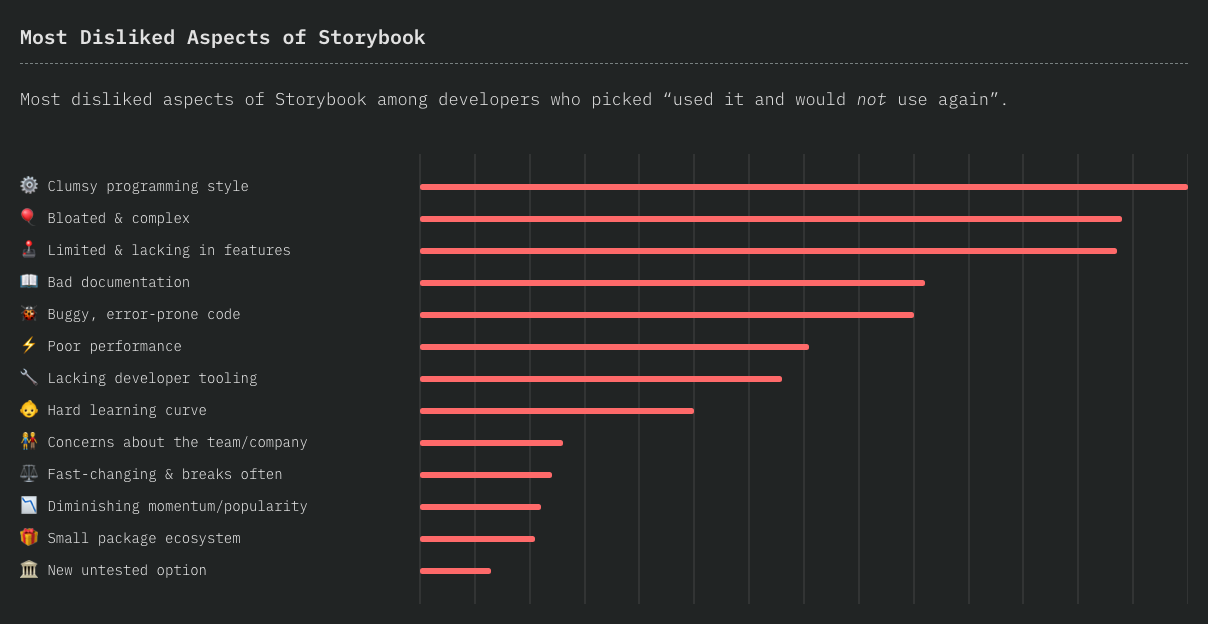 Most Disliked Aspects of Storybook
Most disliked aspects of Storybook among developers who picked “used it and would not use again”.
Clumsy programming style
Bloated & complex
Limited & lacking in features
Bad documentation
Buggy, error-prone code
Poor performance
Lacking developer tooling
Hard learning curve
Concerns about the team/company
Fast-changing & breaks often
Diminishing momentum/popularity
Small package ecosystem
New untested option